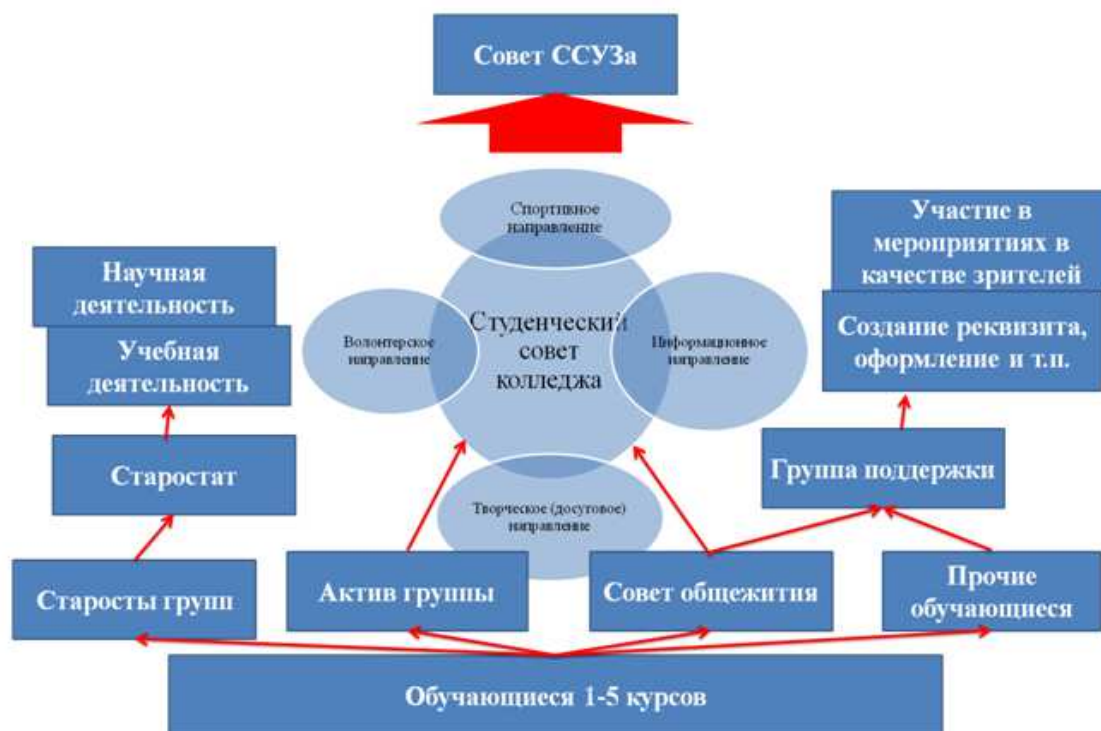 Совет ССУЗа
Спортивное
направление
Участие в
мероприятиях в
качестве зрителей
Научная
деятельность
Студенческий
совет
колледжа
Волонтерское
направление
Информационное
направление
Создание реквизита,
оформление и т.п.
Учебная
деятельность
Старостат
Группа поддержки
Творческое (досуговое)
направление
Старосты групп
Актив группы
Совет общежития
Прочие
обучающиеся
Обучающиеся 1-5 курсов